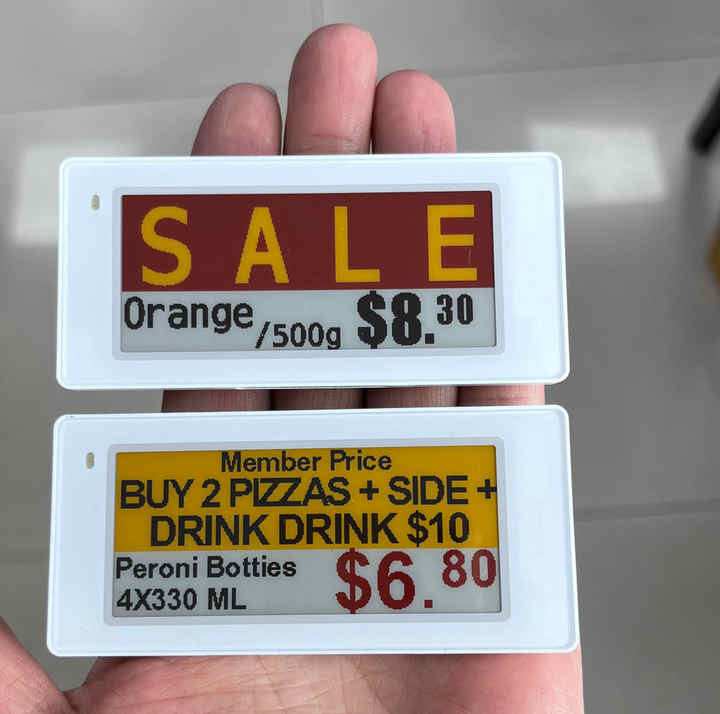 SALE
Orange /500g $8.30
Member Price
BUY 2 PIZZAS + SIDE +
DRINK DRINK $10
Peroni Botties
4X330 ML
$6.80